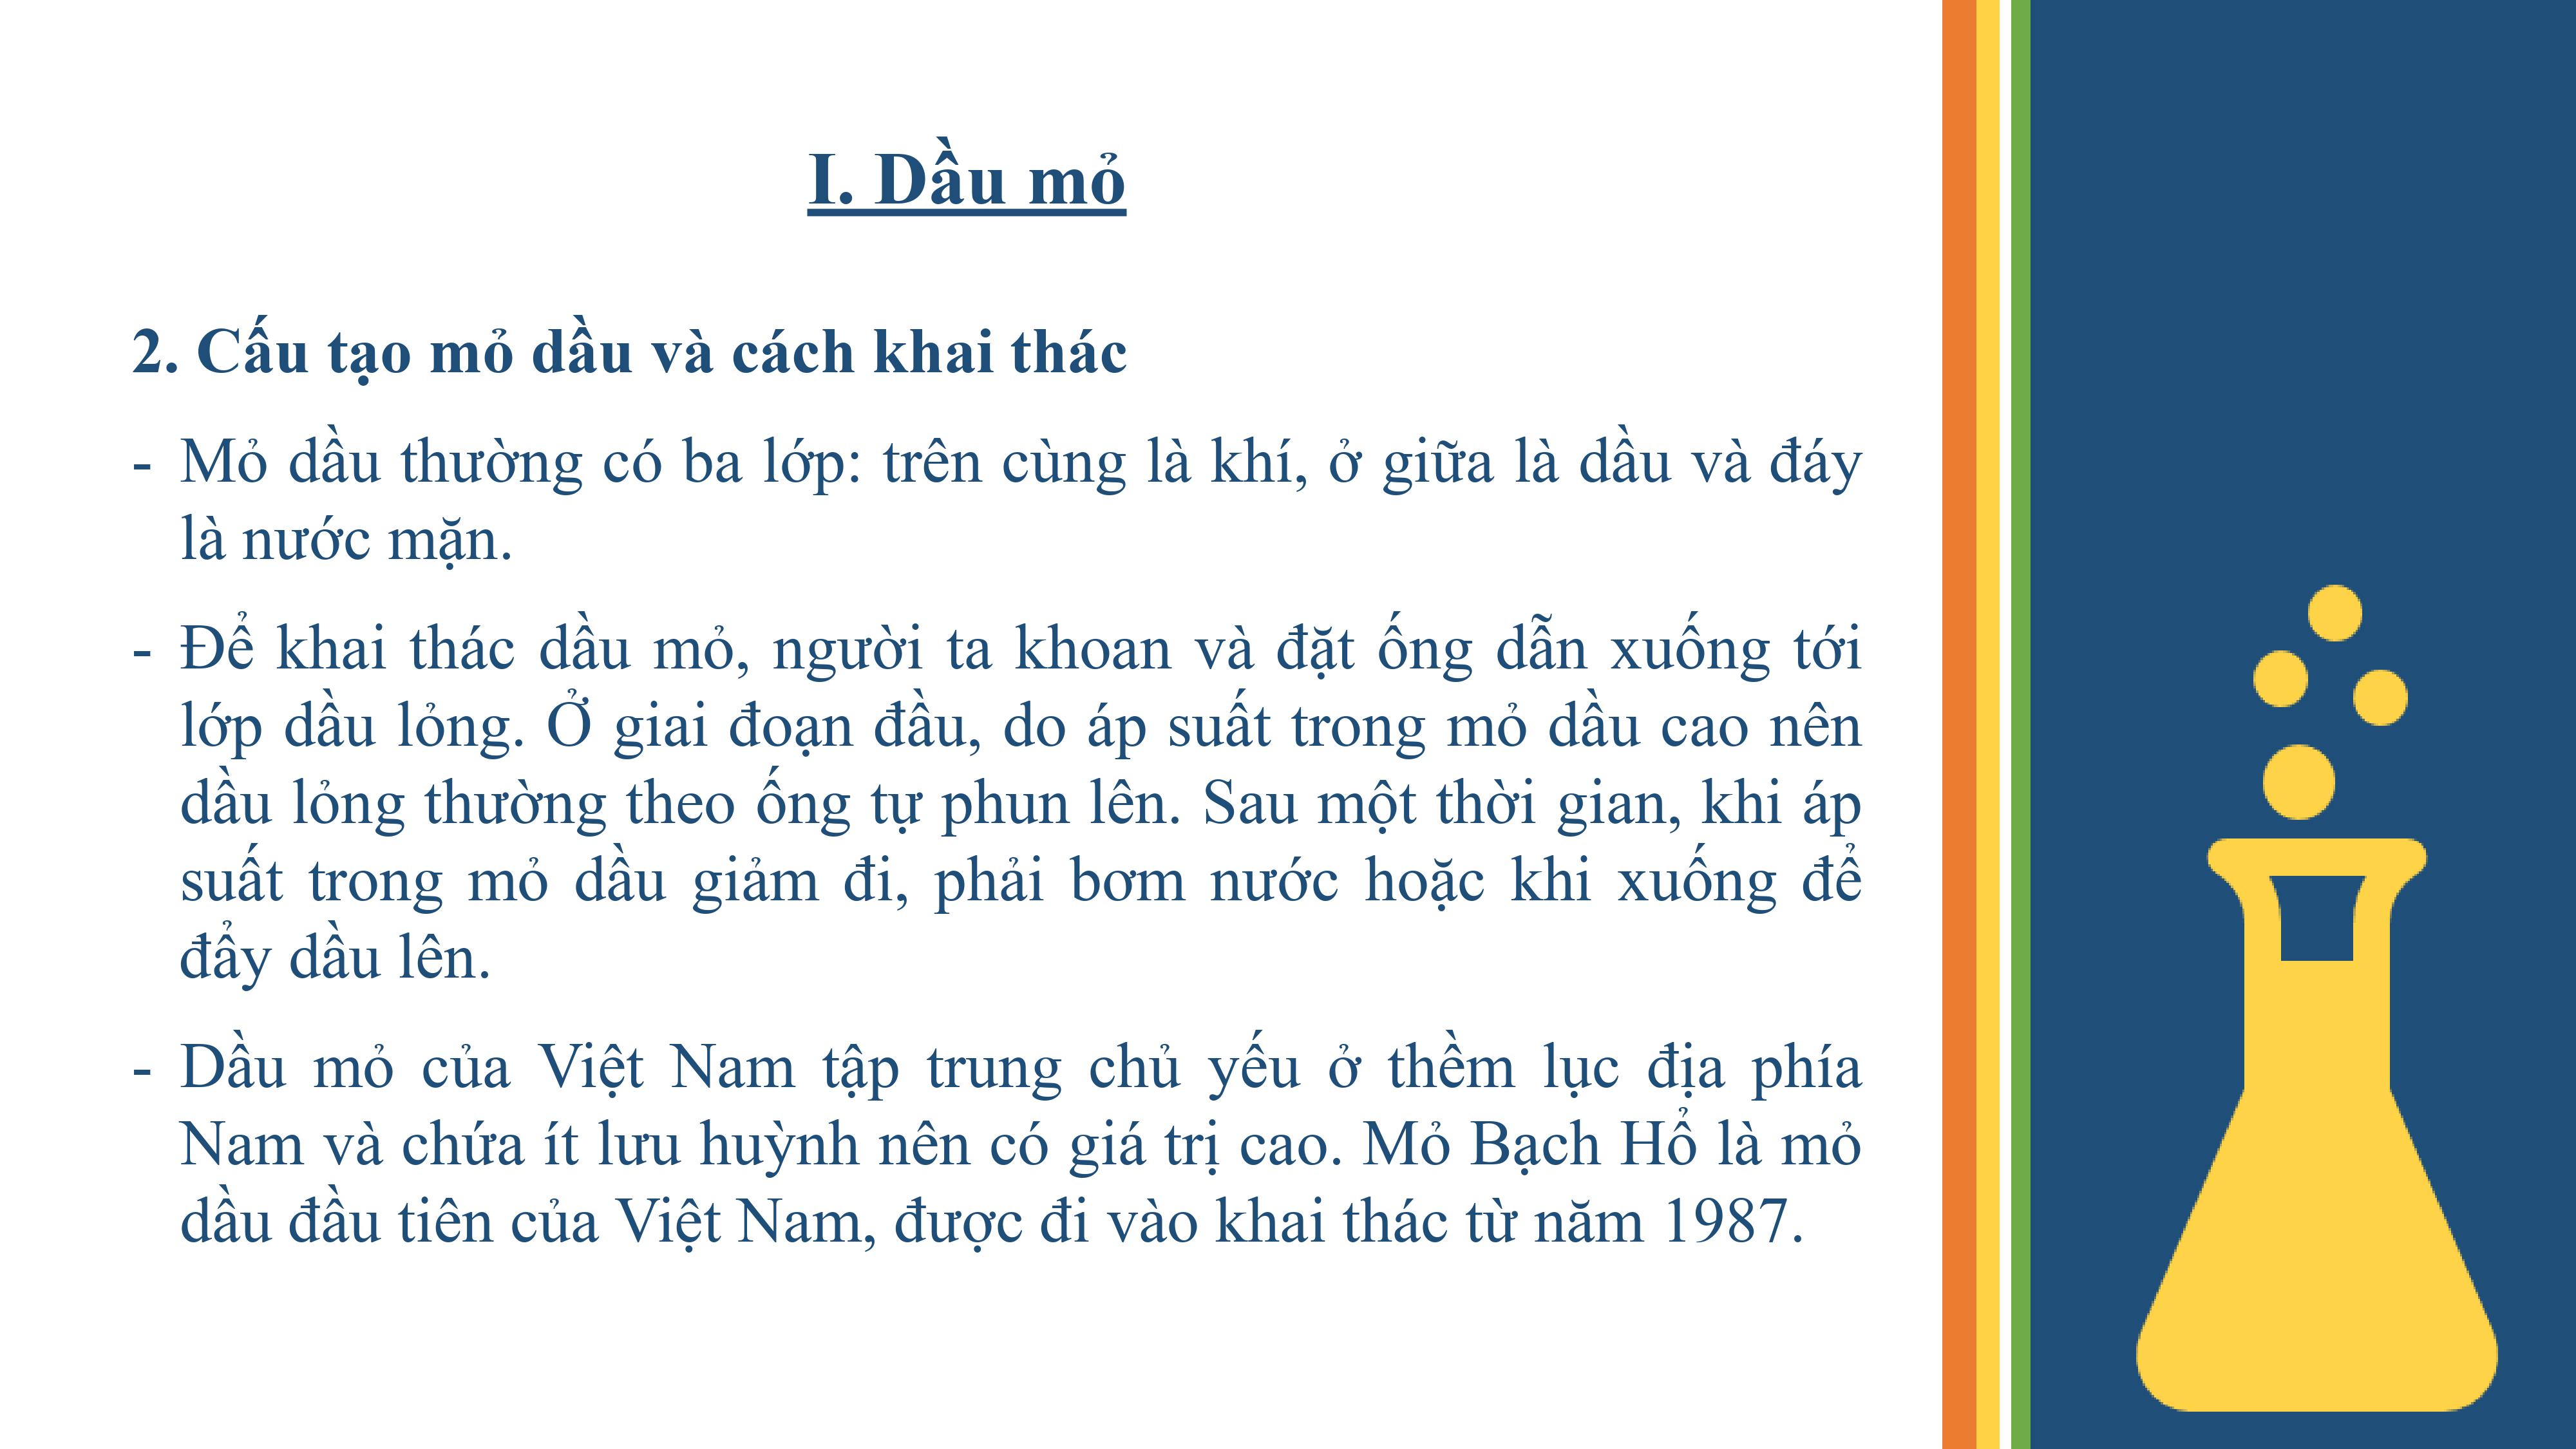 I. Dầu mỏ
2. Cấu tạo mỏ dầu và cách khai thác
- Mỏ dầu thường có ba lớp: trên cùng là khí, ở giữa là dầu và đáy
là nước mặn.
- Để khai thác dầu mỏ, người ta khoan và đặt ống dẫn xuống tới
lớp dầu lỏng. Ở giai đoạn đầu, do áp suất trong mỏ dầu cao nên
dầu lỏng thường theo ống tự phun lên. Sau một thời gian, khi áp
suất trong mỏ dầu giảm đi, phải bơm nước hoặc khi xuống để
đẩy dầu lên.
- Dầu mỏ của Việt Nam tập trung chủ yếu ở thềm lục địa phía
Nam và chứa ít lưu huỳnh nên có giá trị cao. Mỏ Bạch Hổ là mỏ
dầu đầu tiên của Việt Nam, được đi vào khai thác từ năm 1987.